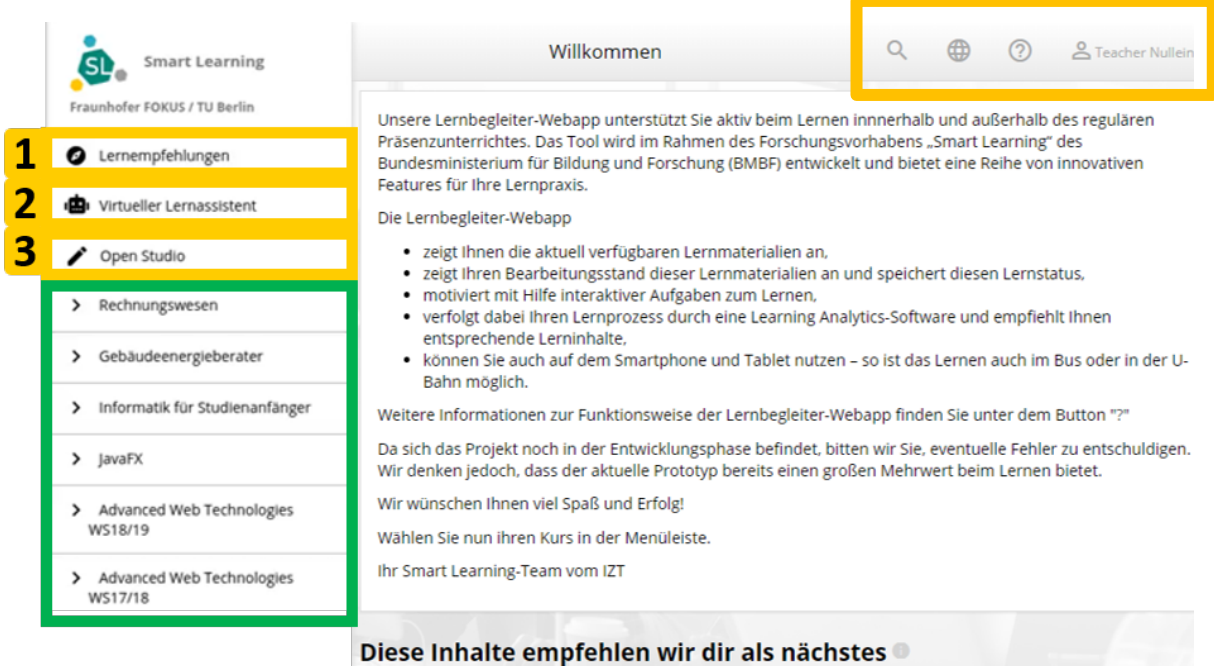 SL
Smart Learning
Fraunhofer FOKUS / TU Berlin
1
Lernempfehlungen
2
Virtueller Lernassistent
3
Open Studio
Rechnungswesen
Gebäudeenergieberater
Informatik für Studienanfänger
JavaFX
Advanced Web Technologies
WS18/19
Advanced Web Technologies
WS17/18
Willkommen
?
Teacher Nullein
Unsere Lernbegleiter-Webapp unterstützt Sie aktiv beim Lernen innnerhalb und außerhalb des regulären
Präsenzunterrichtes. Das Tool wird im Rahmen des Forschungsvorhabens „Smart Learning“ des
Bundesministerium für Bildung und Forschung (BMBF) entwickelt und bietet eine Reihe von innovativen
Features für Ihre Lernpraxis.
Die Lernbegleiter-Webapp
• zeigt Ihnen die aktuell verfügbaren Lernmaterialien an,
• zeigt Ihren Bearbeitungsstand dieser Lernmaterialien an und speichert diesen Lernstatus,
• motiviert mit Hilfe interaktiver Aufgaben zum Lernen,
• verfolgt dabei Ihren Lernprozess durch eine Learning Analytics-Software und empfiehlt Ihnen
entsprechende Lerninhalte,
• können Sie auch auf dem Smartphone und Tablet nutzen – so ist das Lernen auch im Bus oder in der U-
Bahn möglich.
Weitere Informationen zur Funktionsweise der Lernbegleiter-Webapp finden Sie unter dem Button "?"
Da sich das Projekt noch in der Entwicklungsphase befindet, bitten wir Sie, eventuelle Fehler zu entschuldigen.
Wir denken jedoch, dass der aktuelle Prototyp bereits einen großen Mehrwert beim Lernen bietet.
Wir wünschen Ihnen viel Spaß und Erfolg!
Wählen Sie nun ihren Kurs in der Menüleiste.
Ihr Smart Learning-Team vom IZT
Diese Inhalte empfehlen wir dir als nächstes